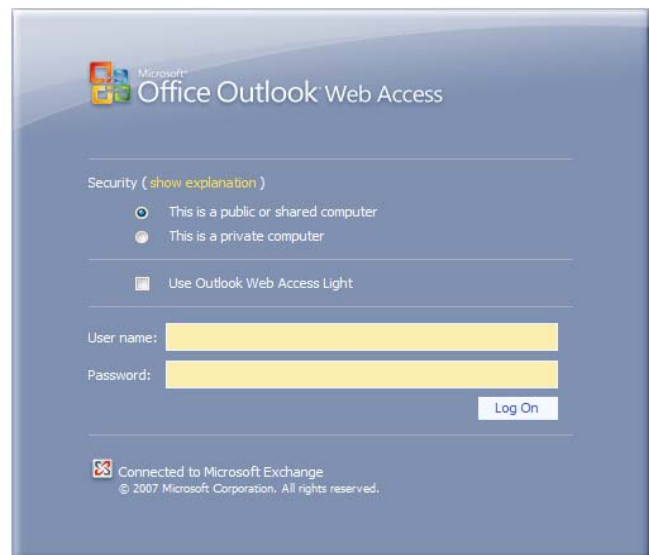 Microsoft
Office Outlook Web Access
Security ( show explanation )
This is a public or shared computer
This is a private computer
Use Outlook Web Access Light
User name:
Password:
Log On
Connected to Microsoft Exchange
© 2007 Microsoft Corporation. All rights reserved.